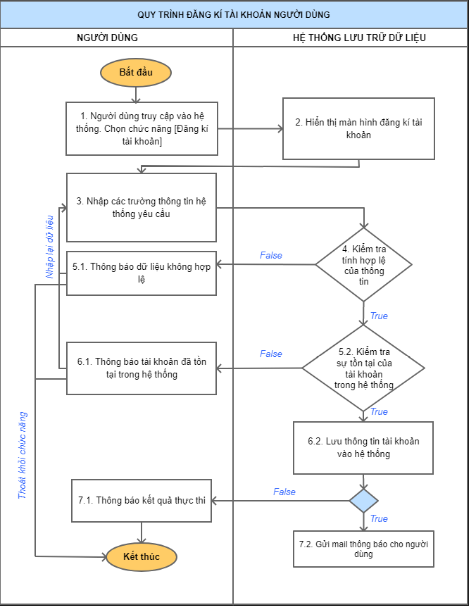 QUY TRÌNH ĐĂNG KÍ TÀI KHOẢN NGƯỜI DÙNG
NGƯỜI DÙNG
HỆ THỐNG LƯU TRỮ DỮ LIỆU
Bắt đầu
1. Người dùng truy cập vào hệ
thống. Chọn chức năng [Đăng kí
tài khoản]
2. Hiển thị màn hình đăng kí tài
khoản
3. Nhập các trường thông tin hệ
thống yêu cầu
4. Kiểm tra
tính hợp lệ
của thông
tin
False
5.1. Thông báo dữ liệu không hợp
lệ
Nhập lại dữ liệu
True
5.2. Kiểm tra
sự tồn tại của
tài khoản
trong hệ thống
False
6.1. Thông báo tài khoản đã tồn
tại trong hệ thống
True
6.2. Lưu thông tin tài khoản
vào hệ thống
Thoát khỏi chức năng
False
7.1. Thông báo kết quả thực thi
True
7.2. Gửi mail thông báo cho người
dùng
Kết thúc